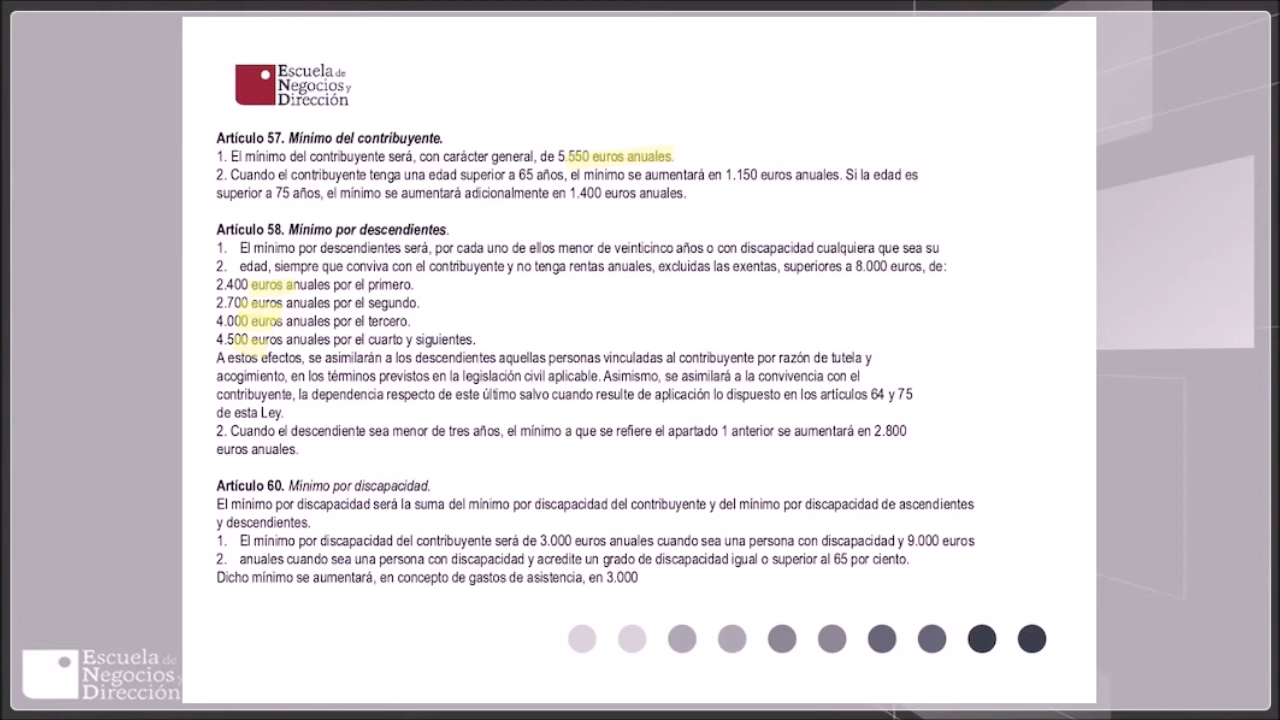 Escuela de
Negocios y
Dirección
Artículo 57. Mínimo del contribuyente.
1. El mínimo del contribuyente será, con carácter general, de 5.550 euros anuales.
2. Cuando el contribuyente tenga una edad superior a 65 años, el mínimo se aumentará en 1.150 euros anuales. Si la edad es
superior a 75 años, el mínimo se aumentará adicionalmente en 1.400 euros anuales.
Artículo 58. Mínimo por descendientes.
1. El mínimo por descendientes será, por cada uno de ellos menor de veinticinco años o con discapacidad cualquiera que sea su
2. edad, siempre que conviva con el contribuyente y no tenga rentas anuales, excluidas las exentas, superiores a 8.000 euros, de:
2.400 euros anuales por el primero.
2.700 euros anuales por el segundo.
4.000 euros anuales por el tercero.
4.500 euros anuales por el cuarto y siguientes.
A estos efectos, se asimilarán a los descendientes aquellas personas vinculadas al contribuyente por razón de tutela y
acogimiento, en los términos previstos en la legislación civil aplicable. Asimismo, se asimilará a la convivencia con el
contribuyente, la dependencia respecto de este último salvo cuando resulte de aplicación lo dispuesto en los artículos 64 y 75
de esta Ley.
2. Cuando el descendiente sea menor de tres años, el mínimo a que se refiere el apartado 1 anterior se aumentará en 2.800
euros anuales.
Artículo 60. Mínimo por discapacidad.
El mínimo por discapacidad será la suma del mínimo por discapacidad del contribuyente y del mínimo por discapacidad de ascendientes
y descendientes.
1. El mínimo por discapacidad del contribuyente será de 3.000 euros anuales cuando sea una persona con discapacidad y 9.000 euros
2. anuales cuando sea una persona con discapacidad y acredite un grado de discapacidad igual o superior al 65 por ciento.
Dicho mínimo se aumentará, en concepto de gastos de asistencia, en 3.000
Escuela de
Negocios y
Dirección